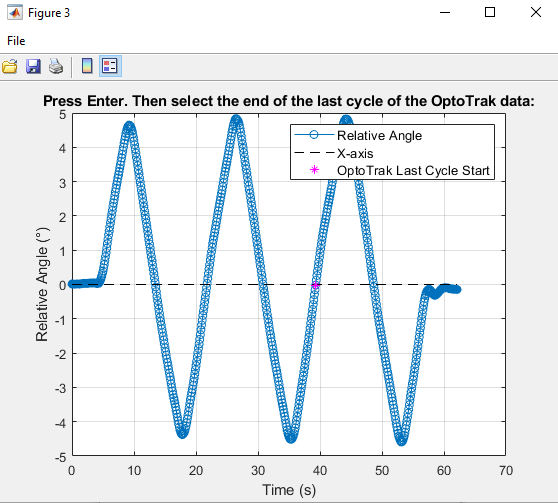 Figure 3
File
Press Enter. Then select the end of the last cycle of the OptoTrak data:
5
4
3
2
1
0
-1
-2
-3
-4
-5
Relative Angle (°)
Relative Angle
X-axis
OptoTrak Last Cycle Start
0 10 20 30 40 50 60 70
Time (s)